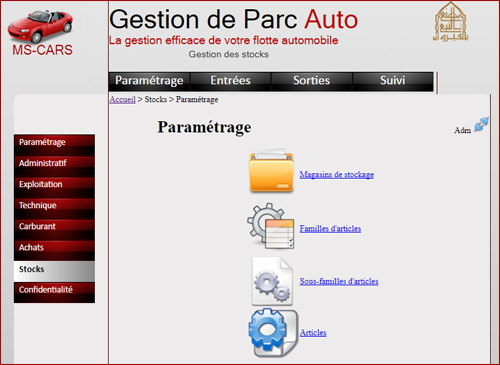 Gestion de Parc Auto
La gestion efficace de votre flotte automobile
MS-CARS
Gestion des stocks
Paramétrage Entrées Sorties Suivi
Accueil > Stocks > Paramétrage
Paramétrage
Adm
Paramétrage
Administratif
Exploitation
Technique
Carburant
Achats
Stocks
Confidentialité
Magasins de stockage
Familles d'articles
Sous-familles d'articles
Articles